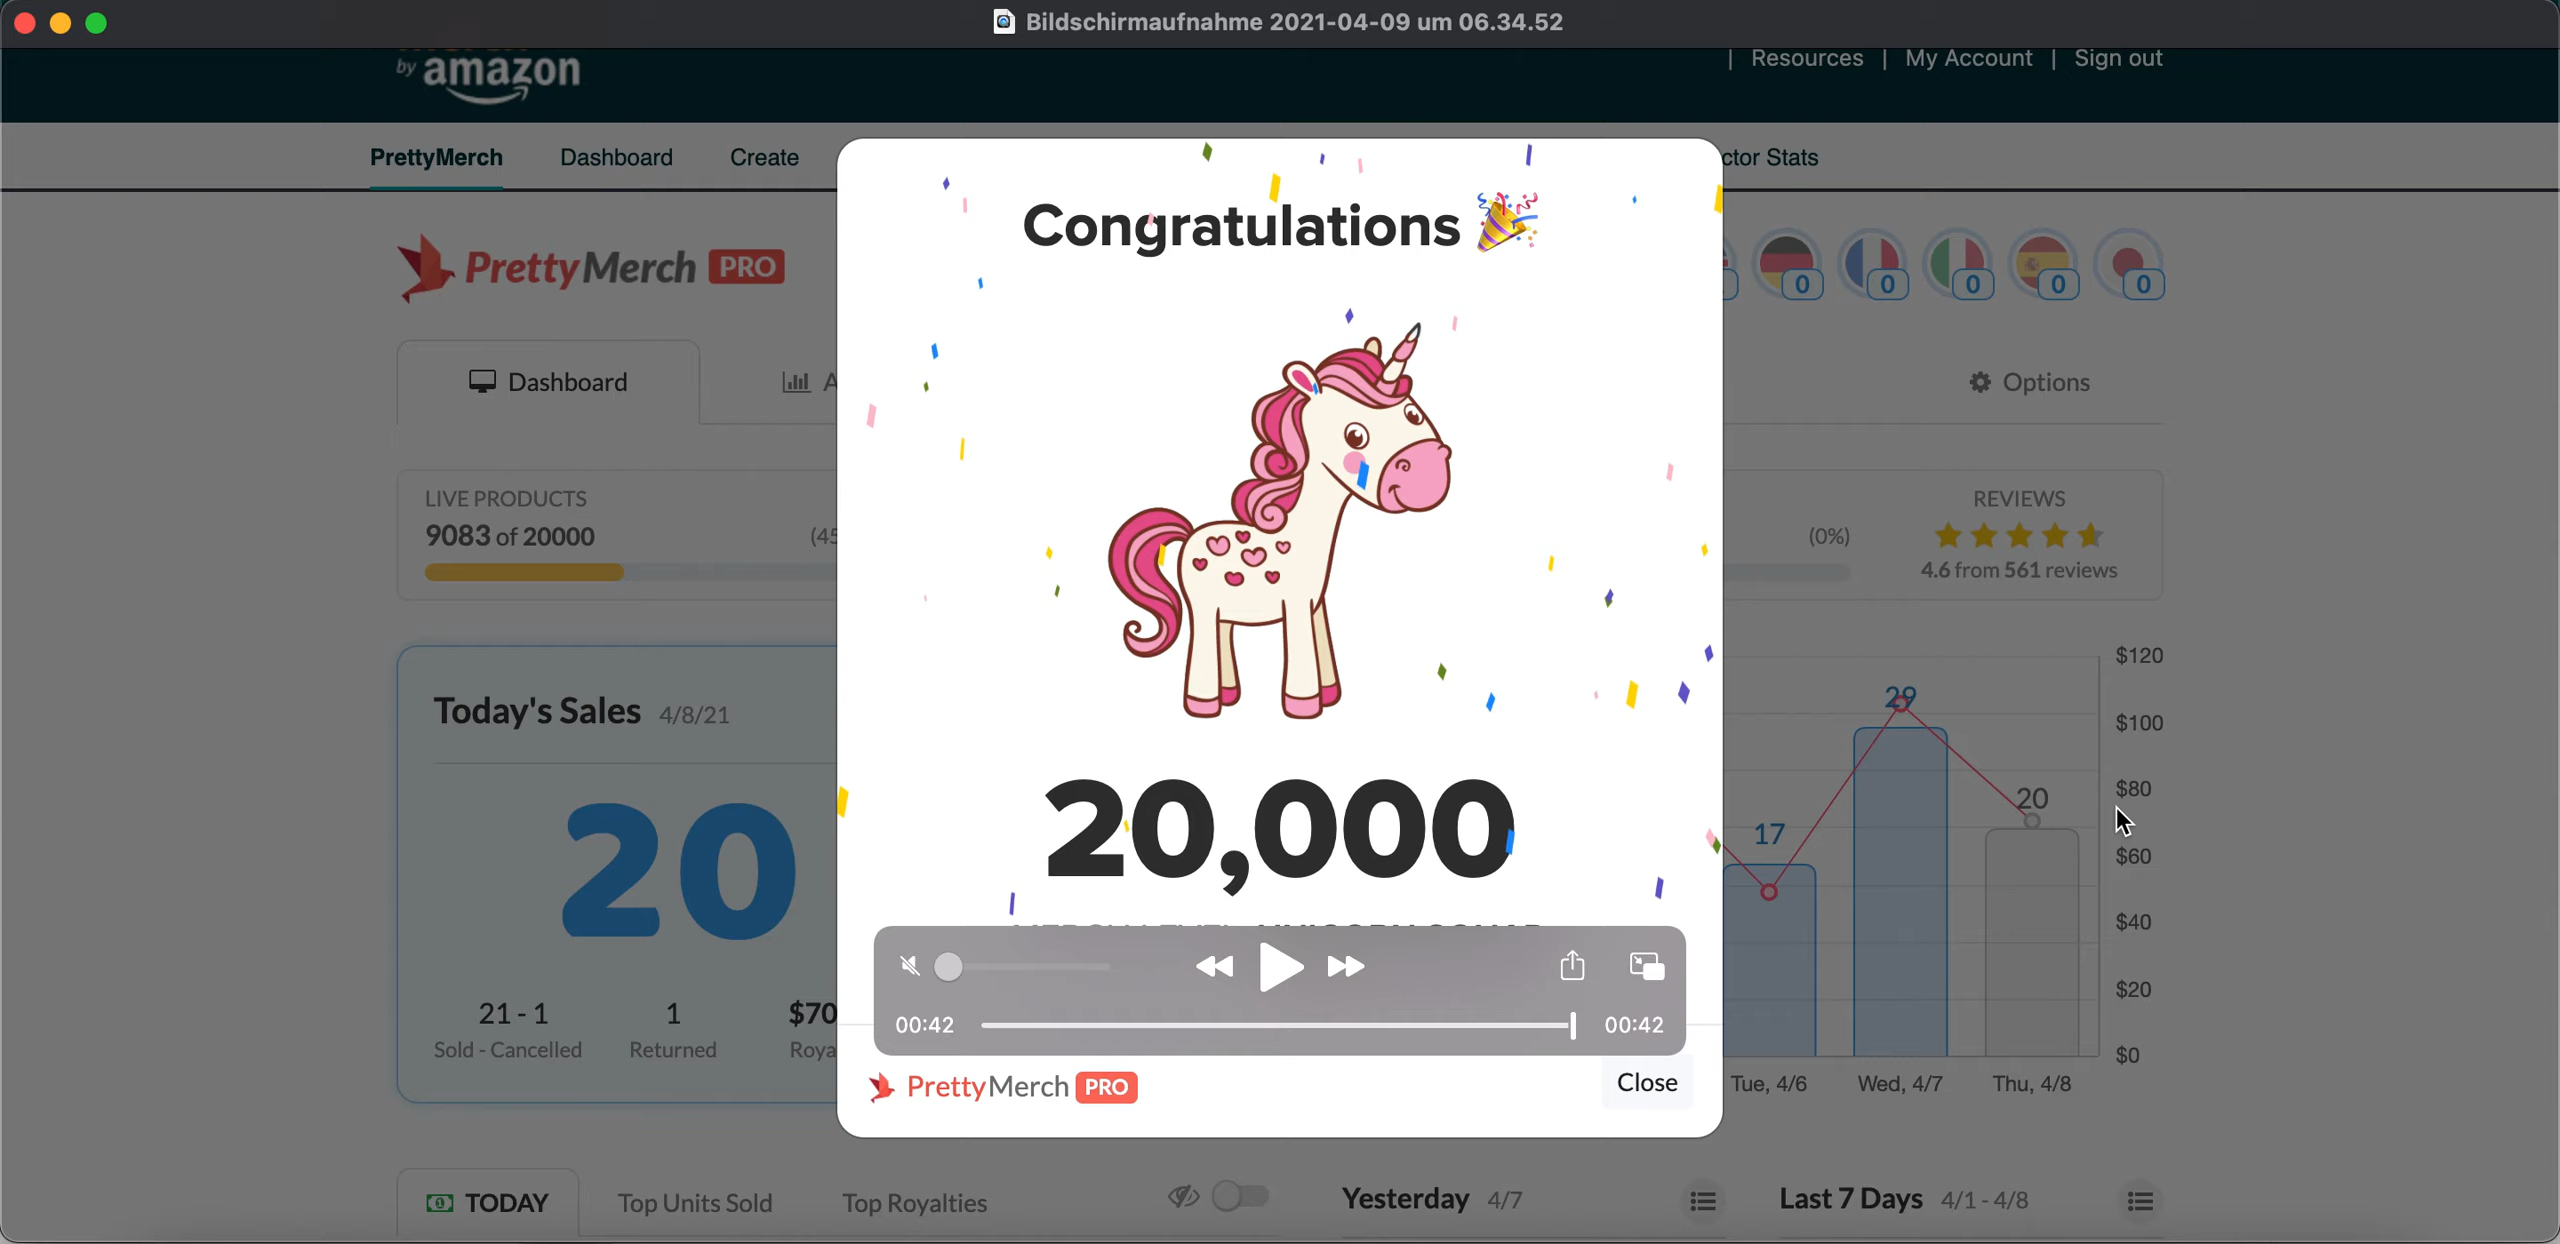 Bildschirmaufnahme 2021-04-09 um 06.34.52
by amazon
| Resources | My Account | Sign out
PrettyMerch Dashboard Create ctor Stats
PrettyMerch PRO
0 0 0 0 0
Dashboard A Options
LIVE PRODUCTS
9083 of 20000 (45
(0%)
REVIEWS
4.6 from 561 reviews
Today's Sales 4/8/21
20
21 - 1 1 $70
Sold - Cancelled Returned Roya
Congratulations
20,000
00:42 00:42
PrettyMerch PRO
Close
29
17
20
$120
$100
$80
$60
$40
$20
$0
Tue, 4/6 Wed, 4/7 Thu, 4/8
TODAY Top Units Sold Top Royalties
Yesterday 4/7
Last 7 Days 4/1 - 4/8